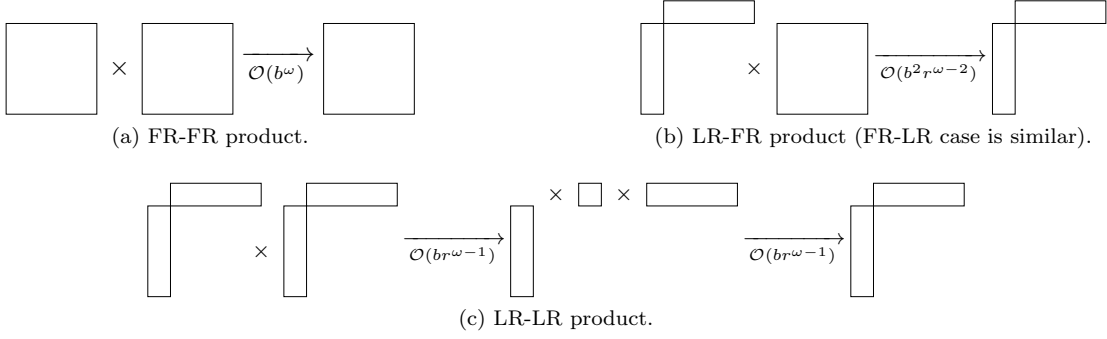 × 𝒪(b^ω)
(a) FR-FR product.
× 𝒪(b²r^{ω−2})
(b) LR-FR product (FR-LR case is similar).
× 𝒪(br^{ω−1}) × × 𝒪(br^{ω−1})
(c) LR-LR product.